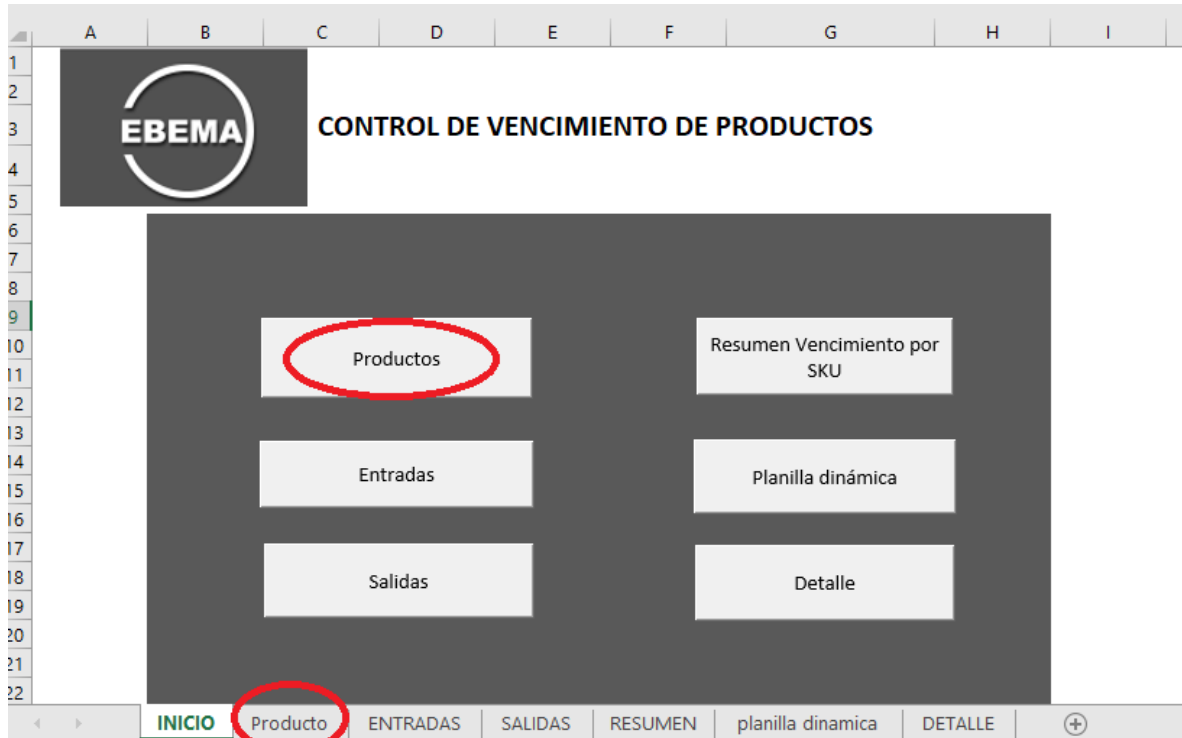 A B C D E F G H I
1
2
EBEMA
3 CONTROL DE VENCIMIENTO DE PRODUCTOS
4
5
6
7
8
9
10 Productos Resumen Vencimiento por
11 SKU
12
13
14 Entradas Planilla dinámica
15
16
17
18 Salidas Detalle
19
20
21
22
INICIO Producto ENTRADAS SALIDAS RESUMEN planilla dinamica DETALLE